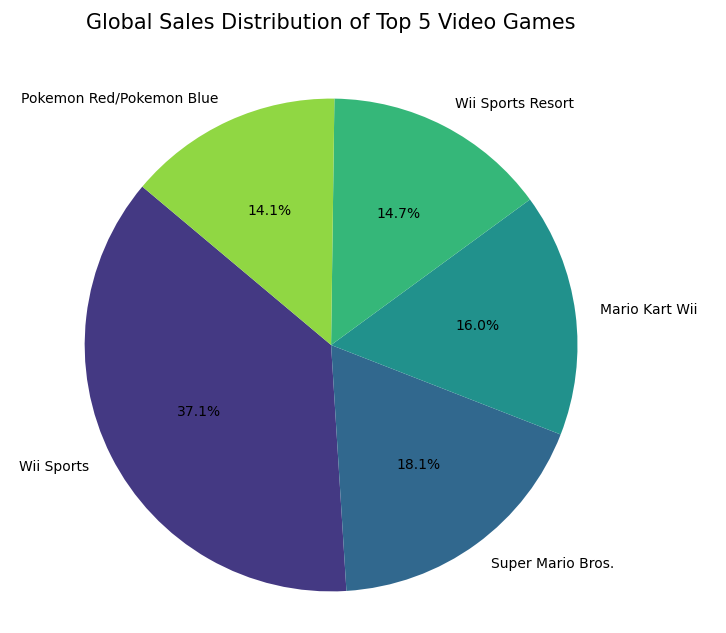 Global Sales Distribution of Top 5 Video Games
Pokemon Red/Pokemon Blue
Wii Sports Resort
14.1%
14.7%
Mario Kart Wii
16.0%
37.1%
Wii Sports
18.1%
Super Mario Bros.